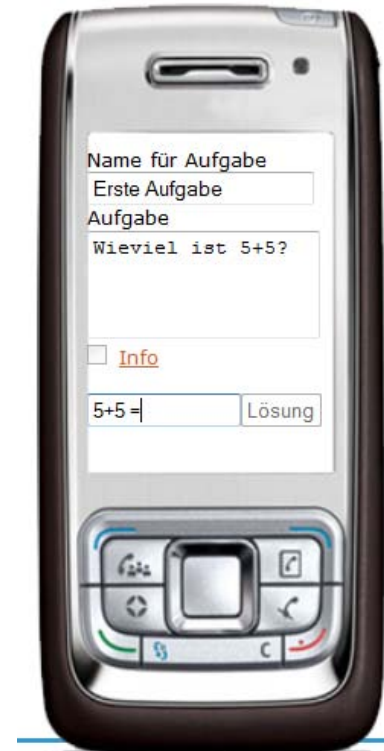 Name für Aufgabe
Erste Aufgabe
Aufgabe
Wieviel ist 5+5?
Info
5+5 =
Lösung
C